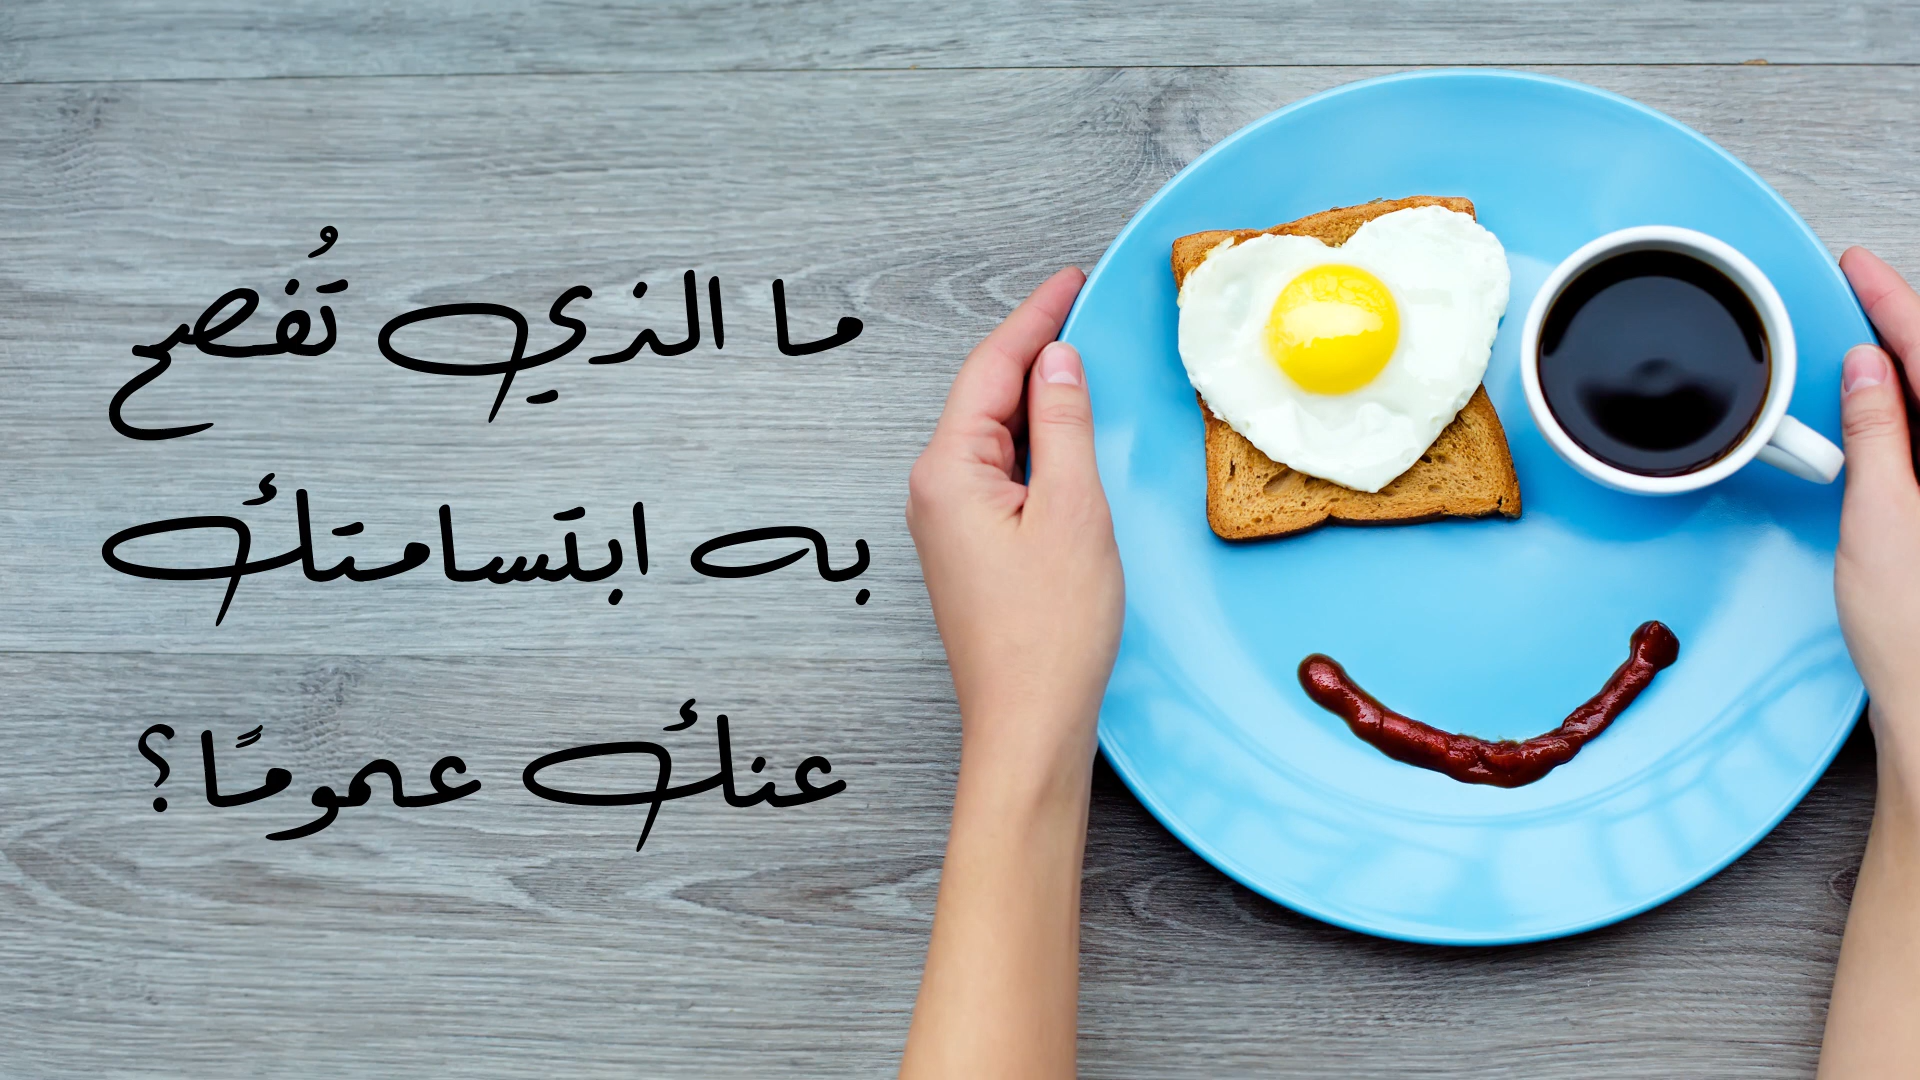 ما الذي تُفصح
به ابتسامتك
عنك عمومًا؟